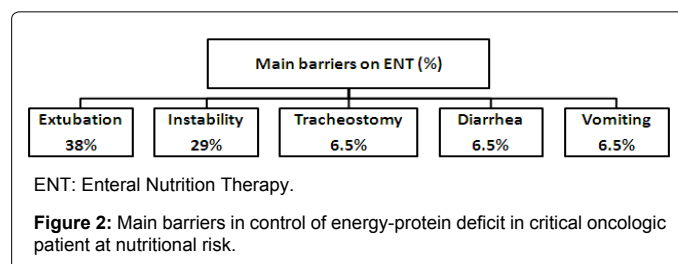 Main barriers on ENT (%)
Extubation Instability Tracheostomy Diarrhea Vomiting
38% 29% 6.5% 6.5% 6.5%
ENT: Enteral Nutrition Therapy.
Figure 2: Main barriers in control of energy-protein deficit in critical oncologic
patient at nutritional risk.